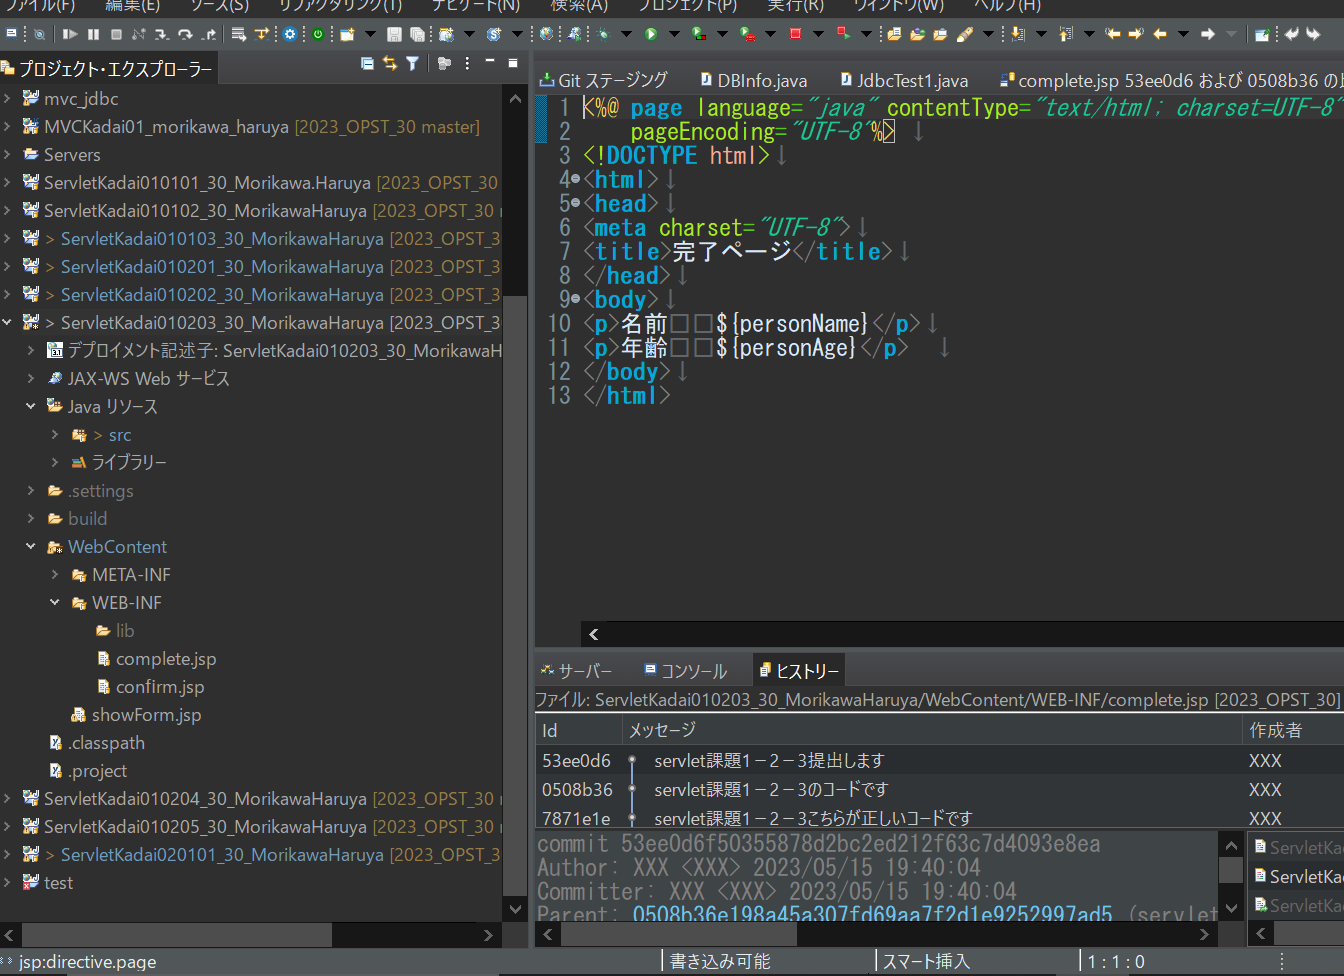 ファイル(F) 編集(E) ソース(S) リファクタリング(T) ナビゲート(N) 検索(A) プロジェクト(P) 実行(R) ウィンドウ(W) ヘルプ(H)
プロジェクト・エクスプローラー
mvc_jdbc
MVCKadai01_morikawa_haruya [2023_OPST_30 master]
Servers
ServletKadai010101_30_Morikawa.Haruya [2023_OPST_30
ServletKadai010102_30_MorikawaHaruya [2023_OPST_30
> ServletKadai010103_30_MorikawaHaruya [2023_OPST_3
> ServletKadai010201_30_MorikawaHaruya [2023_OPST_3
> ServletKadai010202_30_MorikawaHaruya [2023_OPST_3
> ServletKadai010203_30_MorikawaHaruya [2023_OPST_3
デプロイメント記述子: ServletKadai010203_30_MorikawaH
JAX-WS Web サービス
Java リソース
> src
ライブラリー
.settings
build
WebContent
META-INF
WEB-INF
lib
complete.jsp
confirm.jsp
showForm.jsp
.classpath
.project
ServletKadai010204_30_MorikawaHaruya [2023_OPST_30
ServletKadai010205_30_MorikawaHaruya [2023_OPST_30
> ServletKadai020101_30_MorikawaHaruya [2023_OPST_3
test
Git ステージング DBInfo.java JdbcTest1.java complete.jsp 53ee0d6 および 0508b36 の
1 <%@ page language="java" contentType="text/html; charset=UTF-8"
2 pageEncoding="UTF-8"%>↓
3 <!DOCTYPE html>↓
4 <html>↓
5 <head>↓
6 <meta charset="UTF-8">↓
7 <title>完了ページ</title>↓
8 </head>↓
9 <body>↓
10 <p>名前□□${personName}</p>↓
11 <p>年齢□□${personAge}</p> ↓
12 </body>↓
13 </html>
サーバー コンソール ヒストリー
ファイル: ServletKadai010203_30_MorikawaHaruya/WebContent/WEB-INF/complete.jsp [2023_OPST_30]
Id メッセージ 作成者
53ee0d6 servlet課題１－２－３提出します XXX
0508b36 servlet課題１－２－３のコードです XXX
7871e1e servlet課題１－２－３こちらが正しいコードです XXX
commit 53ee0d6f50355878d2bc2ed212f63c7d4093e8ea
Author: XXX <XXX> 2023/05/15 19:40:04
Committer: XXX <XXX> 2023/05/15 19:40:04
Parent: 0508b36e198a45a307fd69aa7f2d1e9252997ad5 (servlet
ServletKa
ServletKa
ServletKa
jsp:directive.page 書き込み可能 スマート挿入 1 : 1 : 0